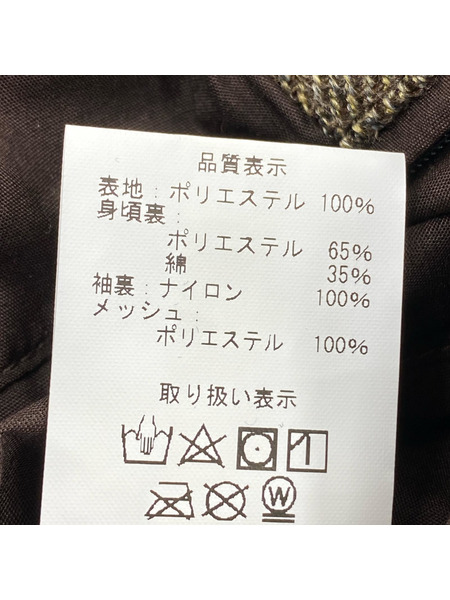 品質表示
表地:ポリエステル 100%
身頃裏:
ポリエステル 65%
綿 35%
袖裏:ナイロン 100%
メッシュ:
ポリエステル 100%
取り扱い表示
W